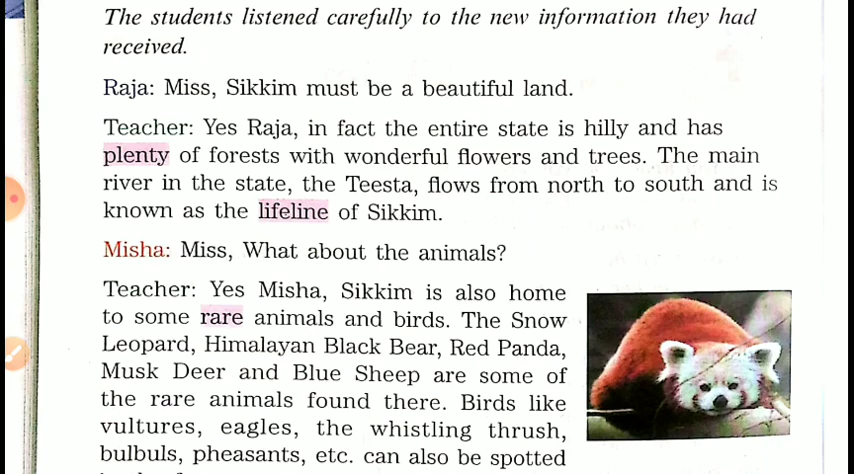 The students listened carefully to the new information they had
received.
Raja: Miss, Sikkim must be a beautiful land.
Teacher: Yes Raja, in fact the entire state is hilly and has
plenty of forests with wonderful flowers and trees. The main
river in the state, the Teesta, flows from north to south and is
known as the lifeline of Sikkim.
Misha: Miss, What about the animals?
Teacher: Yes Misha, Sikkim is also home
to some rare animals and birds. The Snow
Leopard, Himalayan Black Bear, Red Panda,
Musk Deer and Blue Sheep are some of
the rare animals found there. Birds like
vultures, eagles, the whistling thrush,
bulbuls, pheasants, etc. can also be spotted